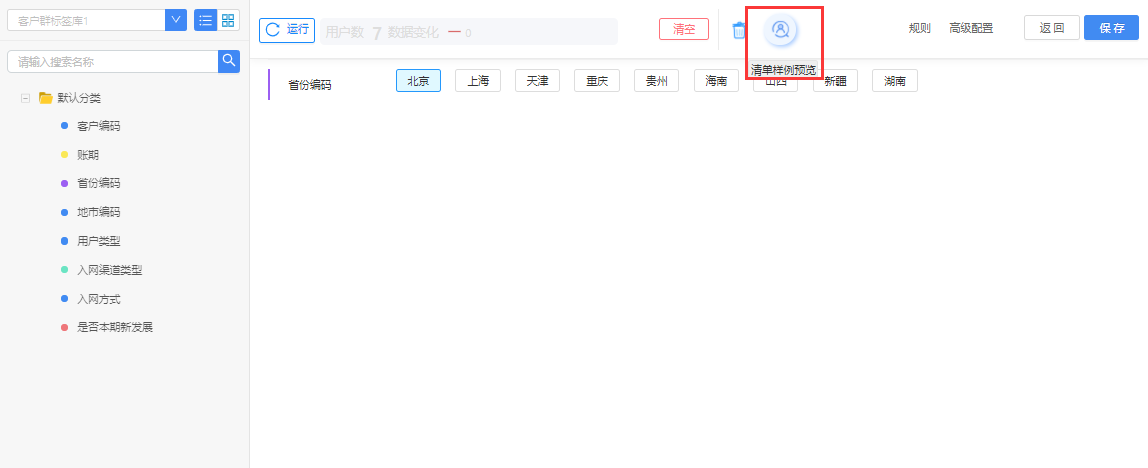 客户群标签库1
请输入搜索名称
默认分类
客户编码
账期
省份编码
地市编码
用户类型
入网渠道类型
入网方式
是否本期新发展
运行 用户数 7 数据变化 一 0 清空 规则 高级配置 返回 保存
清单样例预览
省份编码 北京 上海 天津 重庆 贵州 海南 山西 新疆 湖南